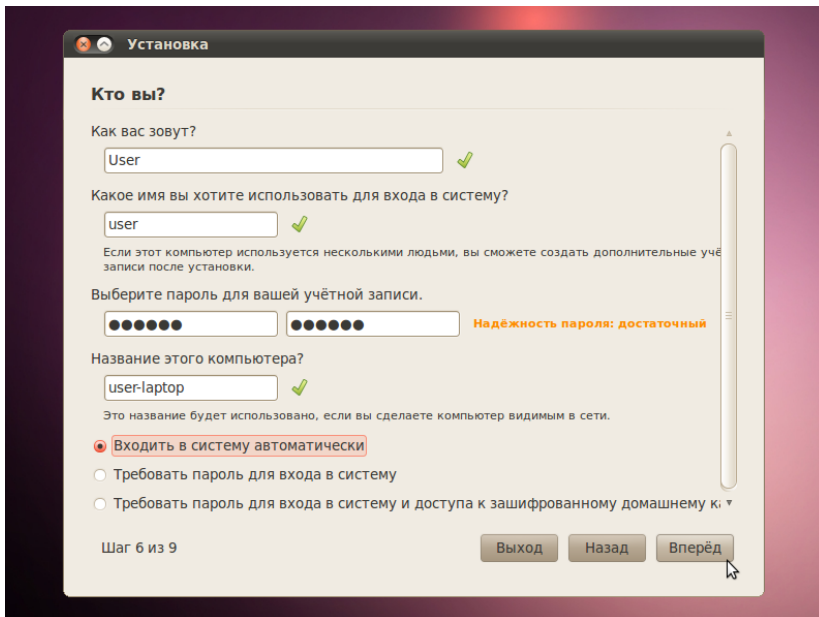 Установка
Кто вы?
Как вас зовут?
User
Какое имя вы хотите использовать для входа в систему?
user
Если этот компьютер используется несколькими людьми, вы сможете создать дополнительные учё
записи после установки.
Выберите пароль для вашей учётной записи.
●●●●●● ●●●●●● Надёжность пароля: достаточный
Название этого компьютера?
user-laptop
Это название будет использовано, если вы сделаете компьютер видимым в сети.
Входить в систему автоматически
Требовать пароль для входа в систему
Требовать пароль для входа в систему и доступа к зашифрованному домашнему ка
Шаг 6 из 9 Выход Назад Вперёд